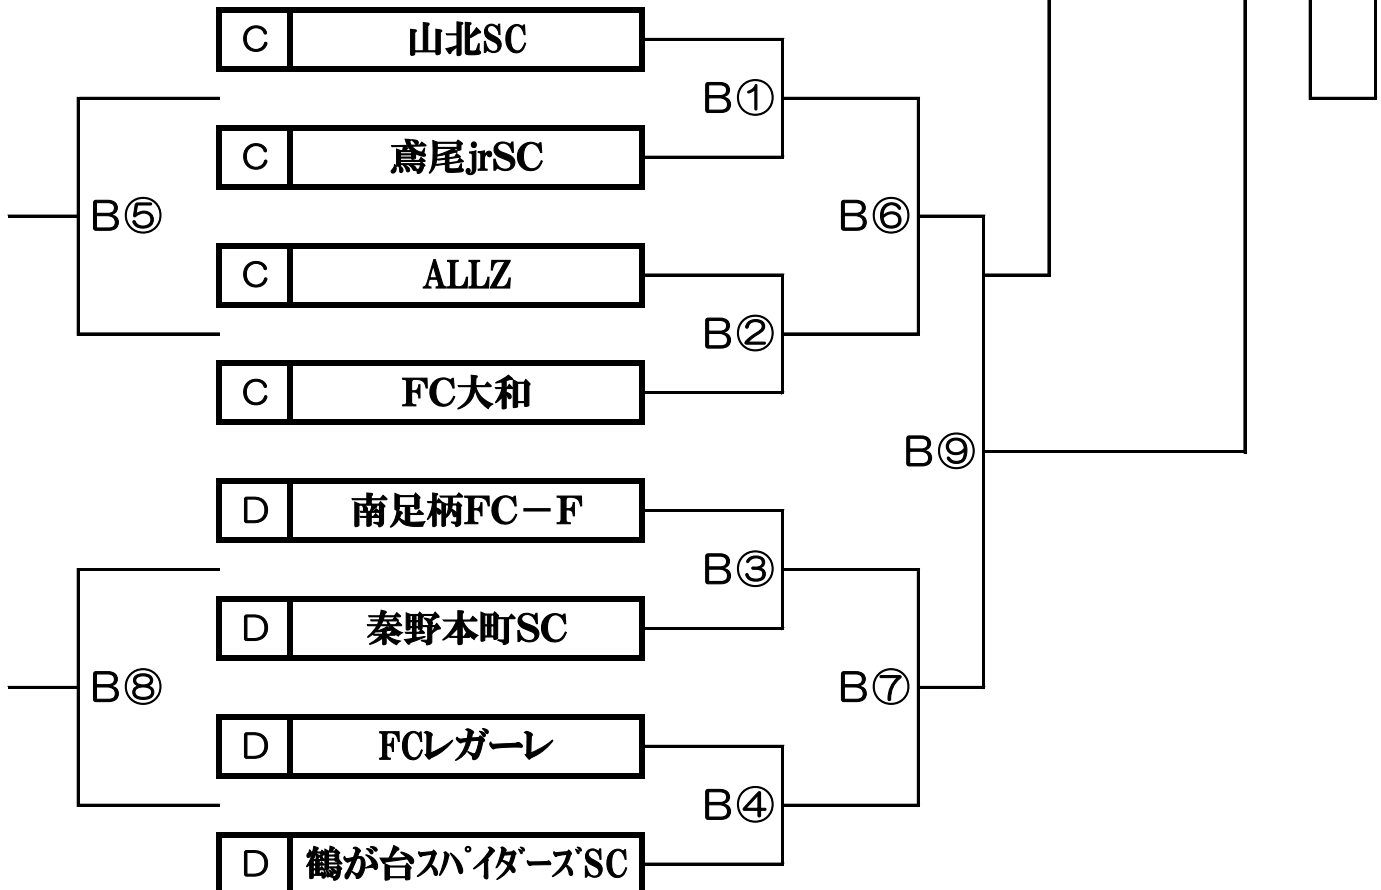 C 山北SC
B①
C 鳶尾jrSC
B⑤
B⑥
C ALLZ
B②
C FC大和
B⑨
D 南足柄FC－F
B③
D 秦野本町SC
B⑧
B⑦
D FCレガーレ
B④
D 鶴が台ｽﾊﾟｲﾀﾞｰｽﾞSC